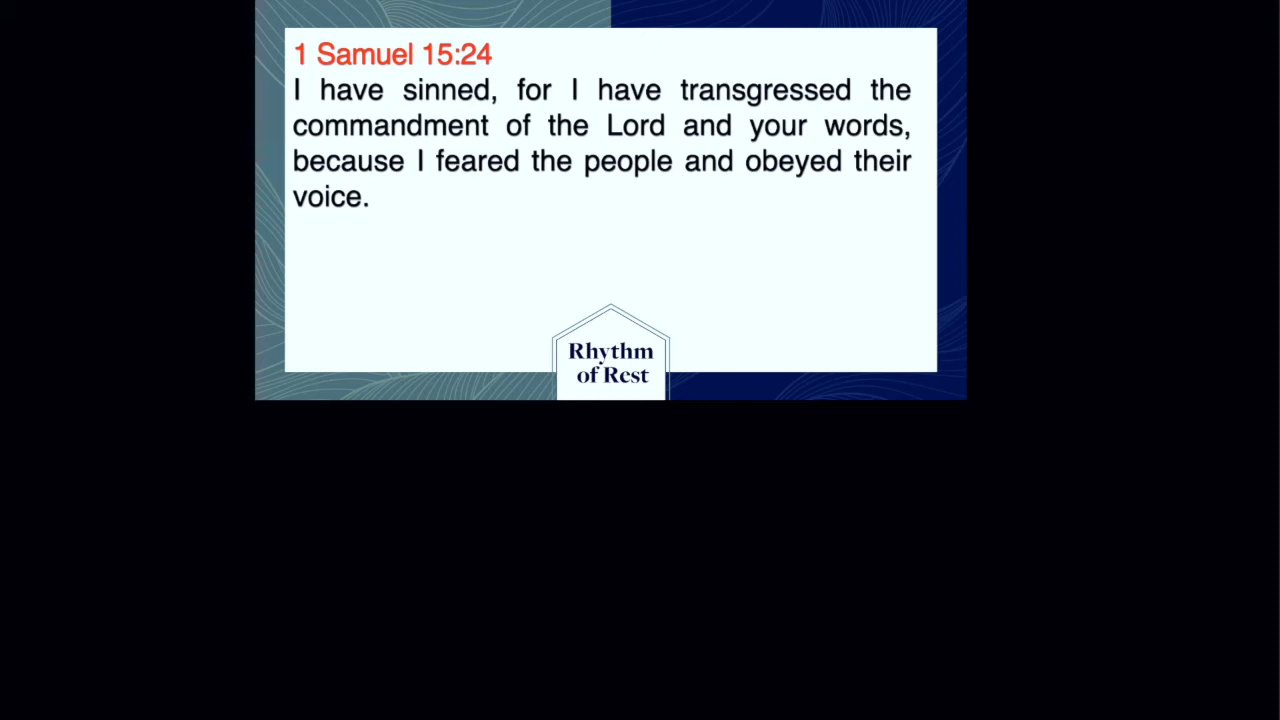 1 Samuel 15:24
I have sinned, for I have transgressed the
commandment of the Lord and your words,
because I feared the people and obeyed their
voice.
Rhythm
of Rest